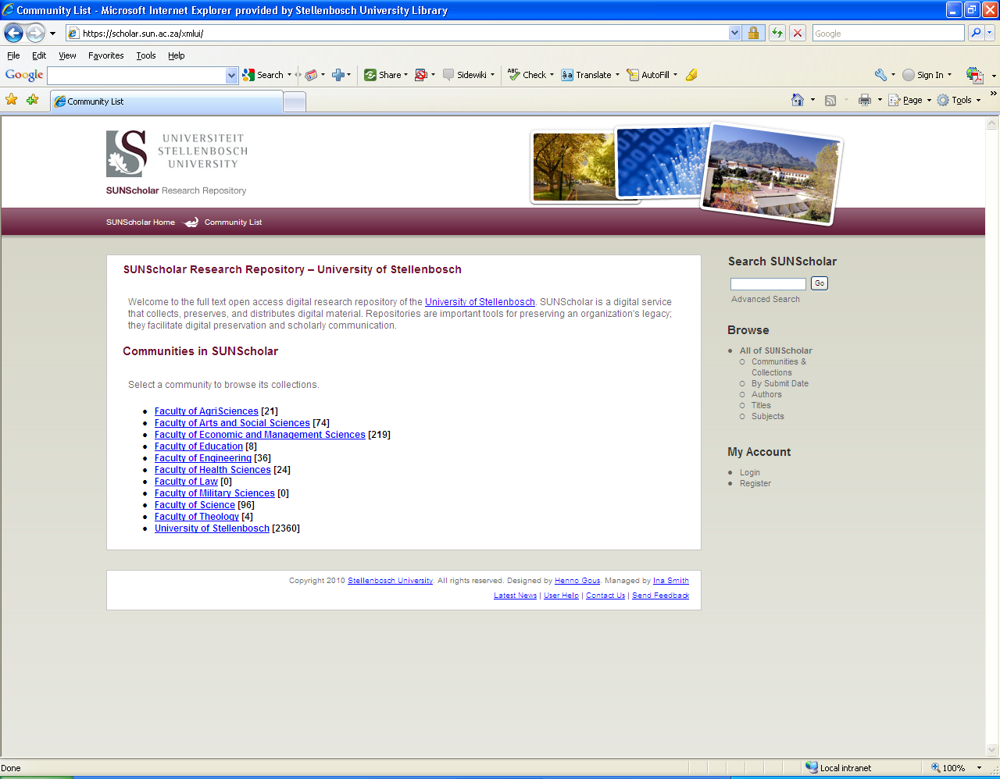 Community List - Microsoft Internet Explorer provided by Stellenbosch University Library
https://scholar.sun.ac.za/xmlui/
Google
File Edit View Favorites Tools Help
Google Search Share Sidewiki ABC Check aá Translate AutoFill Sign In
Community List
Page Tools
UNIVERSITEIT
STELLENBOSCH
UNIVERSITY
SUNScholar Research Repository
SUNScholar Home Community List
SUNScholar Research Repository – University of Stellenbosch
Welcome to the full text open access digital research repository of the University of Stellenbosch. SUNScholar is a digital service
that collects, preserves, and distributes digital material. Repositories are important tools for preserving an organization's legacy;
they facilitate digital preservation and scholarly communication.
Communities in SUNScholar
Select a community to browse its collections.
• Faculty of AgriSciences [21]
• Faculty of Arts and Social Sciences [74]
• Faculty of Economic and Management Sciences [219]
• Faculty of Education [8]
• Faculty of Engineering [36]
• Faculty of Health Sciences [24]
• Faculty of Law [0]
• Faculty of Military Sciences [0]
• Faculty of Science [96]
• Faculty of Theology [4]
• University of Stellenbosch [2360]
Search SUNScholar
Go
Advanced Search
Browse
All of SUNScholar
Communities &
Collections
By Submit Date
Authors
Titles
Subjects
My Account
Login
Register
Copyright 2010 Stellenbosch University. All rights reserved. Designed by Henno Gous. Managed by Ina Smith
Latest News | User Help | Contact Us | Send Feedback
Done Local intranet 100%